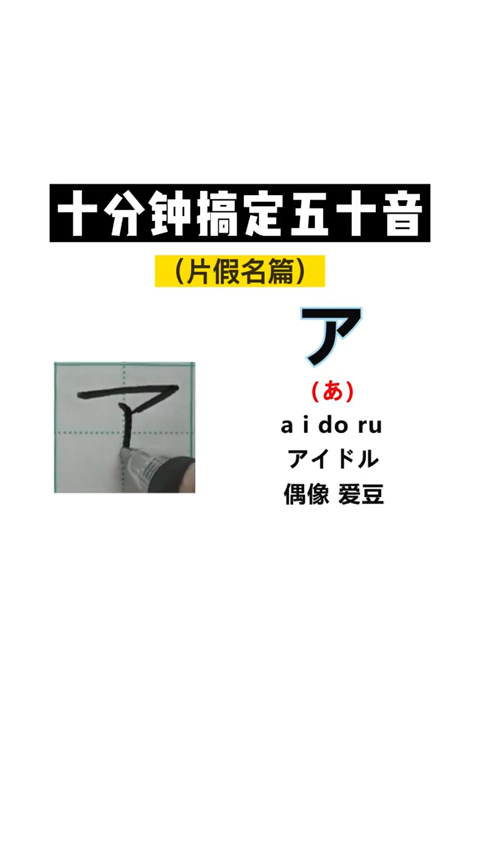 十分钟搞定五十音
（片假名篇）
ア
ア
（あ）
a i do ru
アイドル
偶像 爱豆